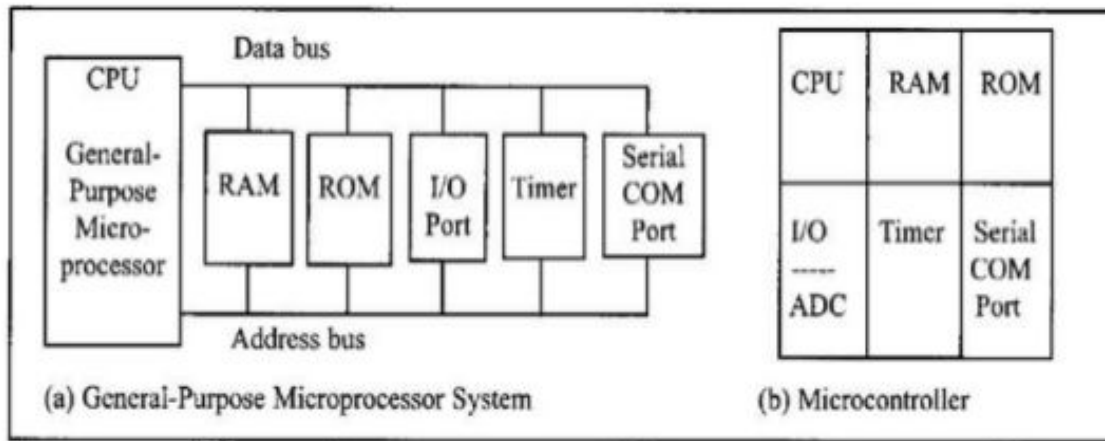 Data bus
CPU
General-
Purpose
Micro-
processor
RAM
ROM
I/O
Port
Timer
Serial
COM
Port
Address bus
(a) General-Purpose Microprocessor System
CPU
RAM
ROM
I/O
-----
ADC
Timer
Serial
COM
Port
(b) Microcontroller